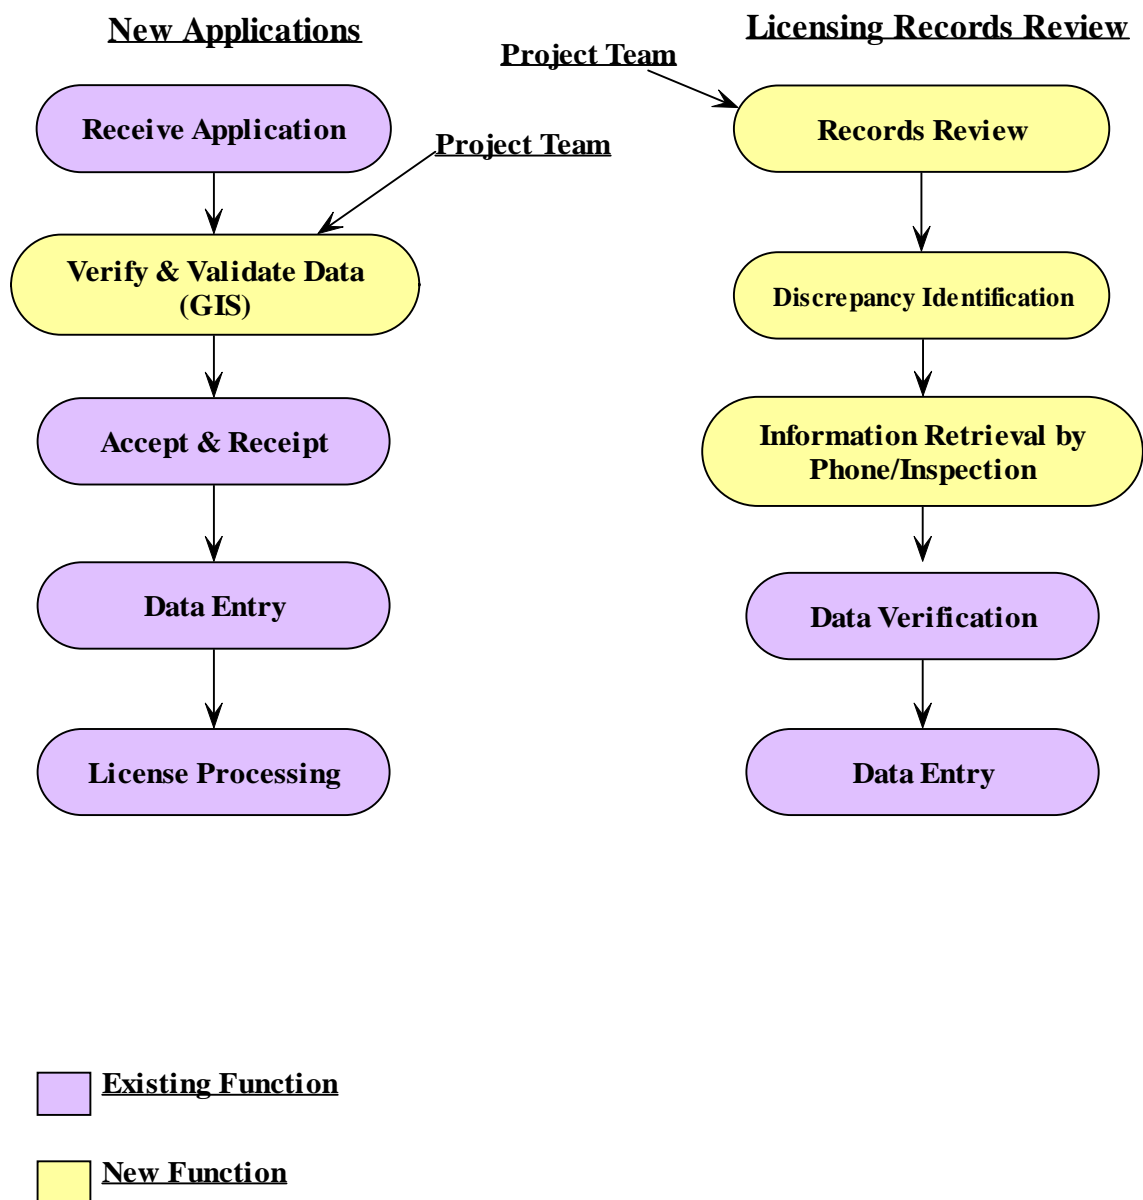 New Applications
Receive Application
Project Team
Verify & Validate Data
(GIS)
Accept & Receipt
Data Entry
License Processing
Licensing Records Review
Project Team
Records Review
Discrepancy Identification
Information Retrieval by
Phone/Inspection
Data Verification
Data Entry
Existing Function
New Function